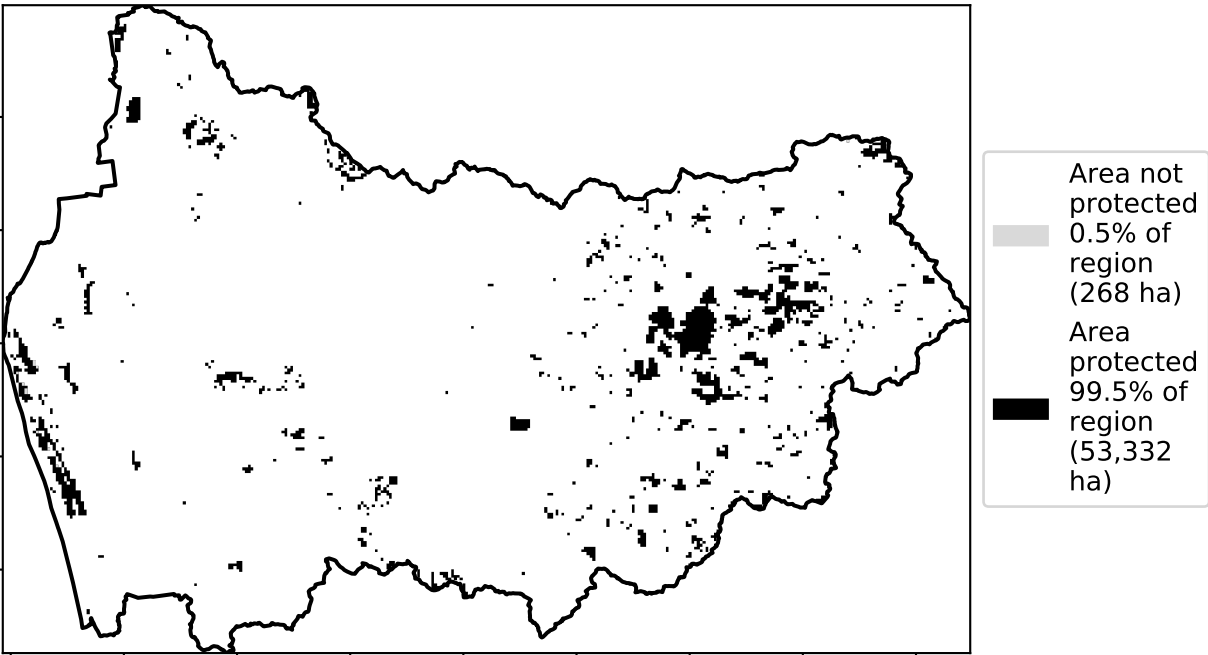 Area not
protected
0.5% of
region
(268 ha)
Area
protected
99.5% of
region
(53,332
ha)